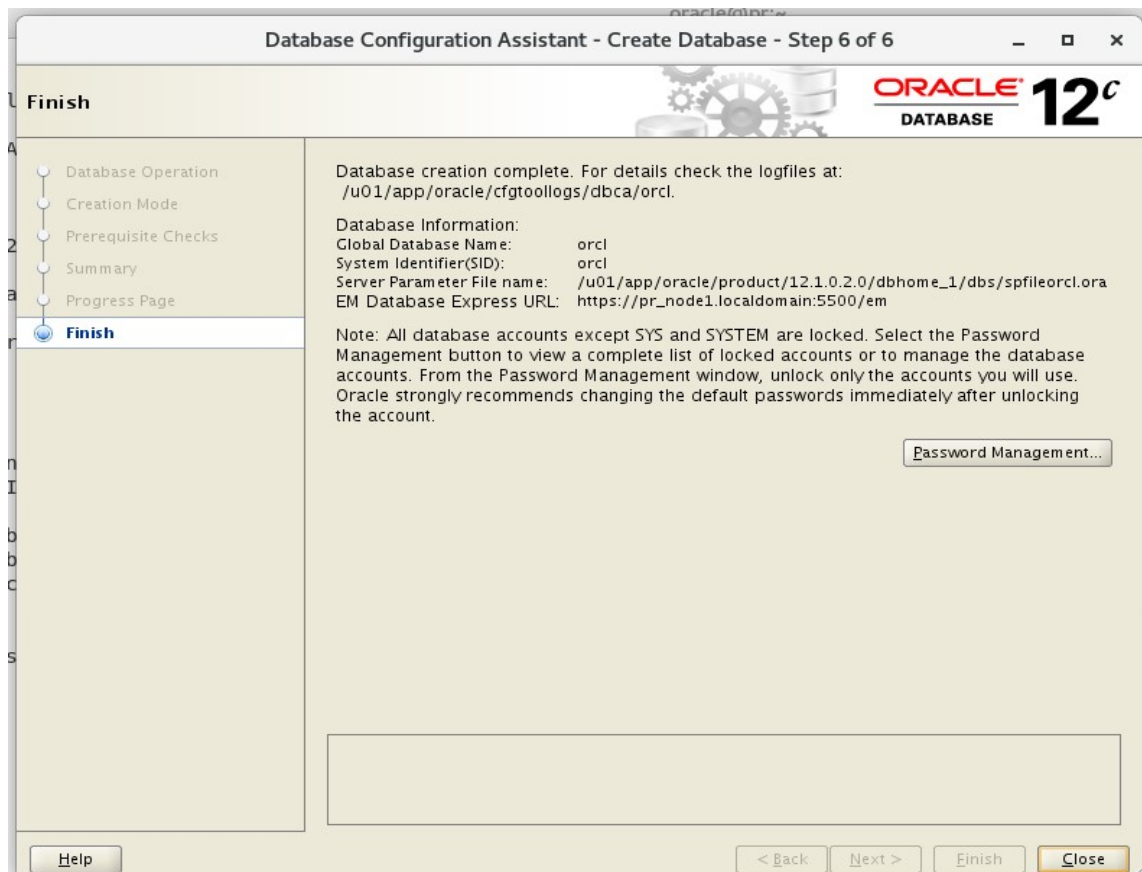 Database Configuration Assistant - Create Database - Step 6 of 6
Finish
ORACLE
DATABASE
12c
Database Operation
Creation Mode
Prerequisite Checks
Summary
Progress Page
Finish
Database creation complete. For details check the logfiles at:
/u01/app/oracle/cfgtoollogs/dbca/orcl.
Database Information:
Global Database Name: orcl
System Identifier(SID): orcl
Server Parameter File name: /u01/app/oracle/product/12.1.0.2.0/dbhome_1/dbs/spfileorcl.ora
EM Database Express URL: https://pr_node1.localdomain:5500/em
Note: All database accounts except SYS and SYSTEM are locked. Select the Password
Management button to view a complete list of locked accounts or to manage the database
accounts. From the Password Management window, unlock only the accounts you will use.
Oracle strongly recommends changing the default passwords immediately after unlocking
the account.
Password Management...
Help
< Back
Next >
Finish
Close